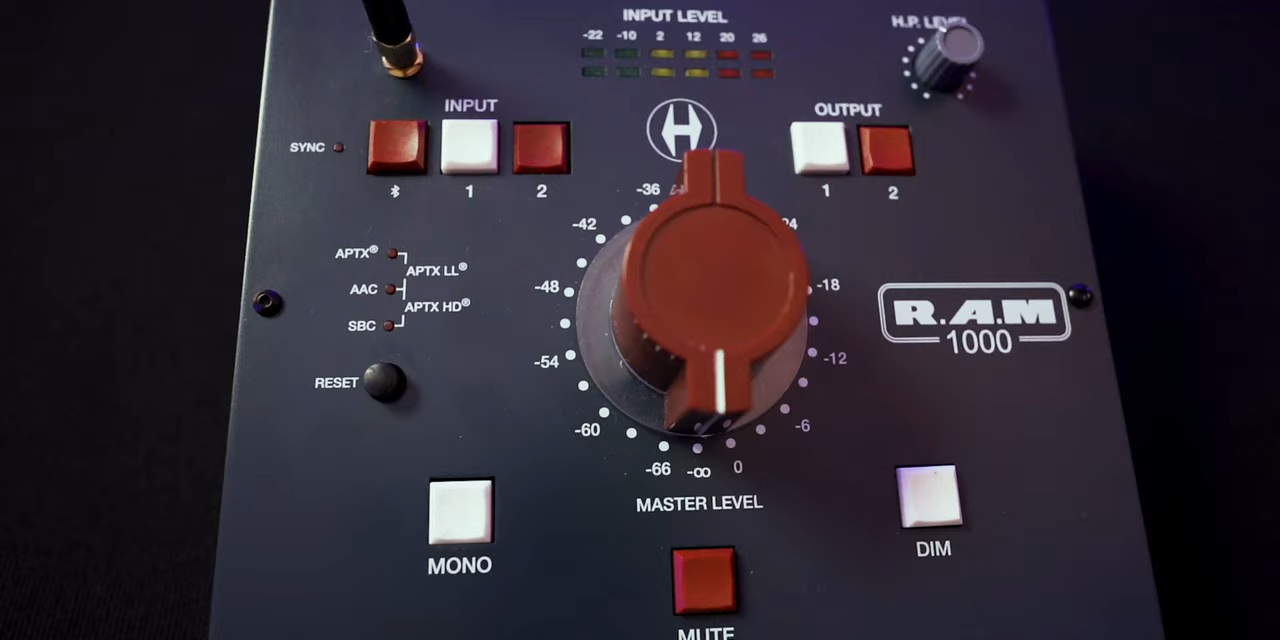 INPUT LEVEL
-22 -10 2 12 20 26
H.P. LEVEL
INPUT
OUTPUT
SYNC
1 2
1 2
-36
-42
24
-48
-18
-54
-12
-60
-6
-66 -∞ 0
APTX®
APTX LL®
AAC
APTX HD®
SBC
RESET
R.A.M
1000
MASTER LEVEL
MONO
DIM
MUTE